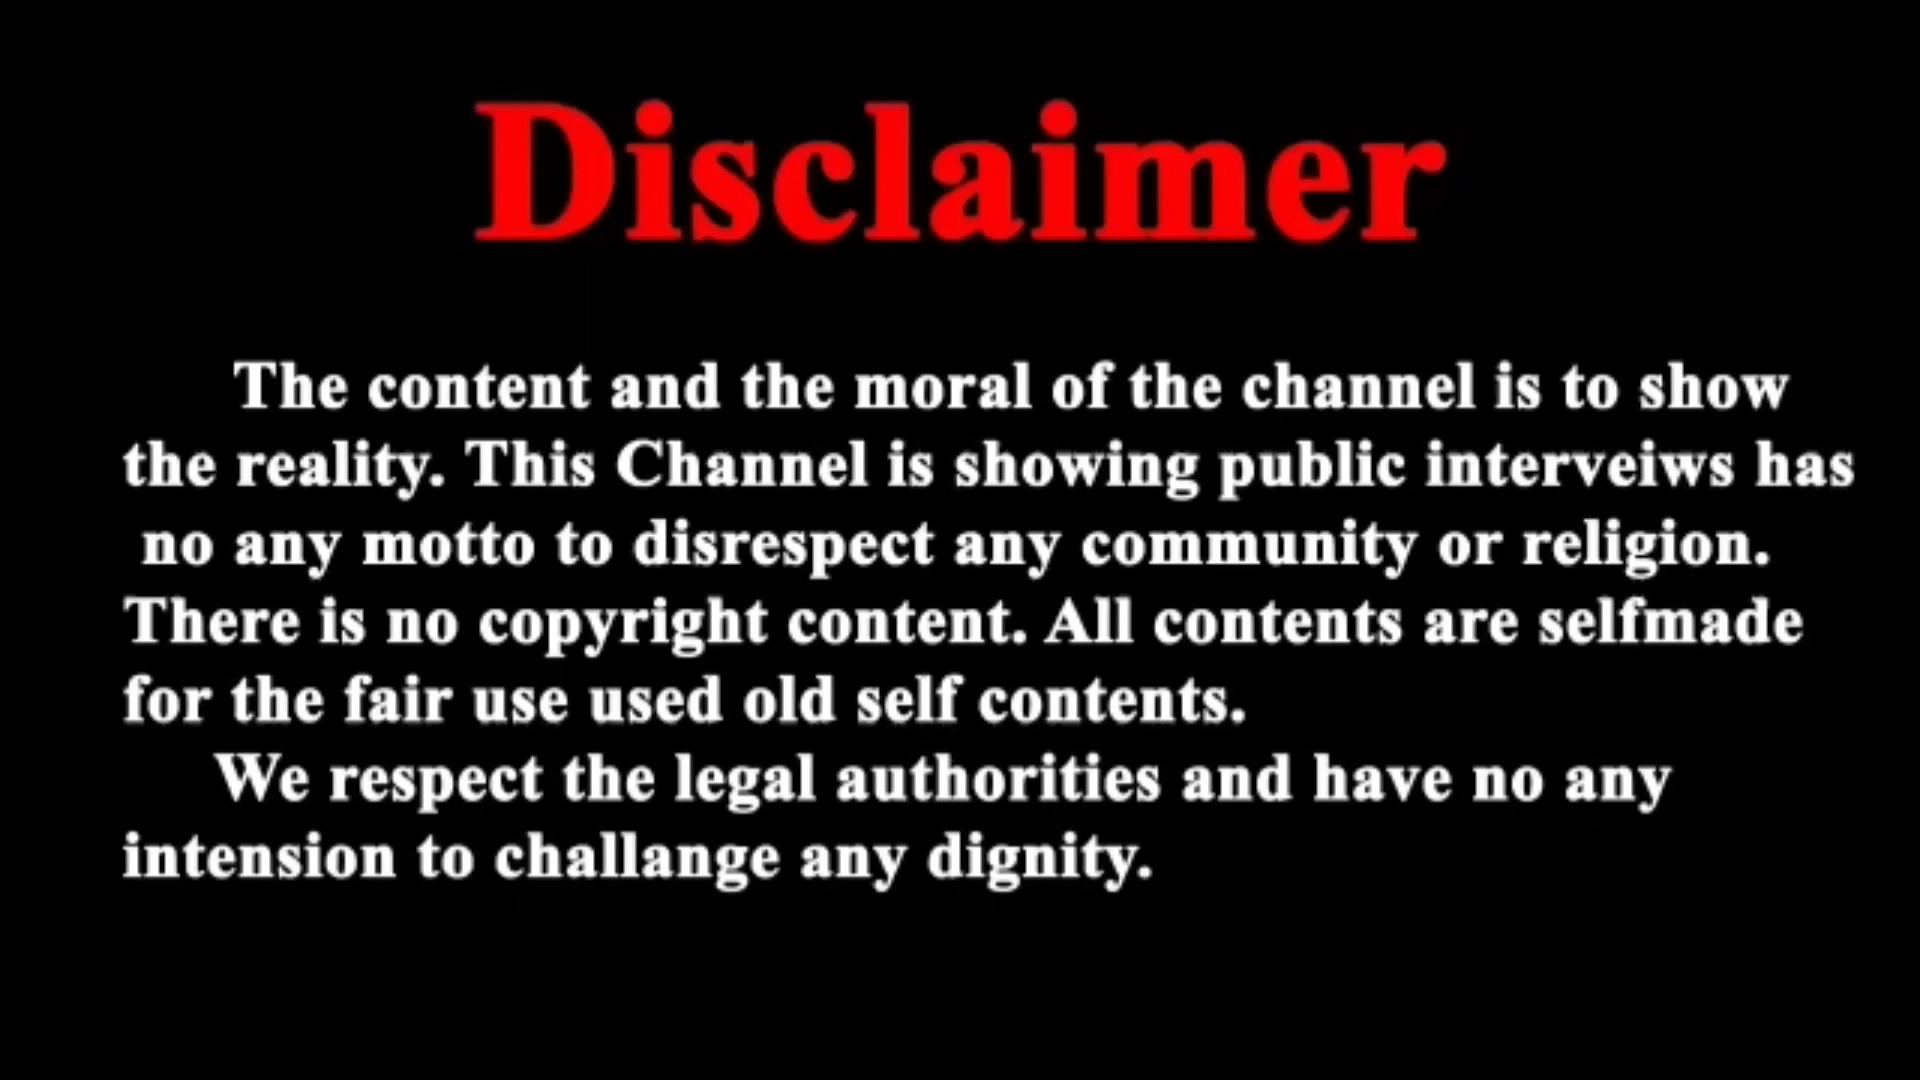 Disclaimer
The content and the moral of the channel is to show
the reality. This Channel is showing public interveiws has
no any motto to disrespect any community or religion.
There is no copyright content. All contents are selfmade
for the fair use used old self contents.
We respect the legal authorities and have no any
intension to challange any dignity.